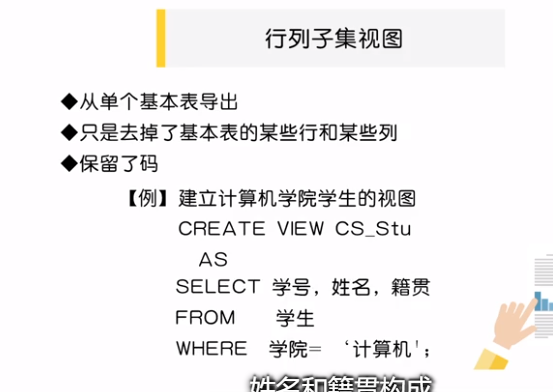 行列子集视图
◆从单个基本表导出
◆只是去掉了基本表的某些行和某些列
◆保留了码
【例】建立计算机学院学生的视图
CREATE VIEW CS_Stu
AS
SELECT 学号，姓名，籍贯
FROM 学生
WHERE 学院= ‘计算机'；
姓名和籍贯构成